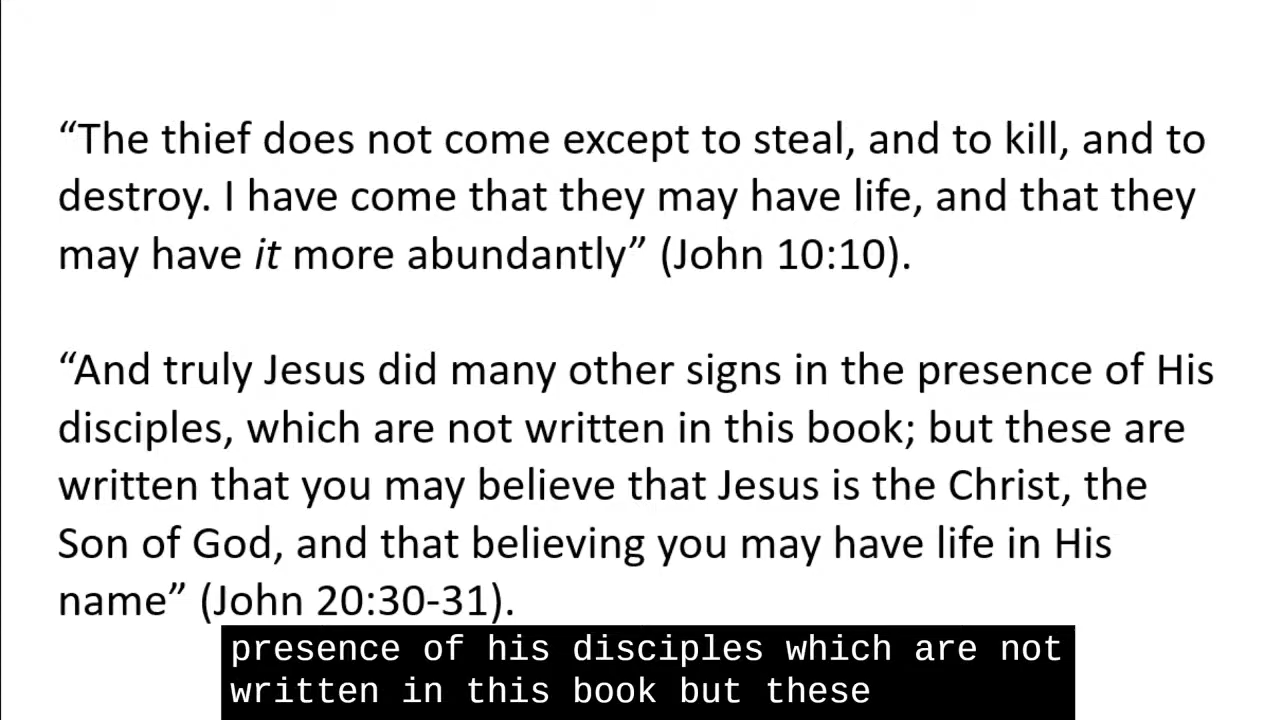 “The thief does not come except to steal, and to kill, and to
destroy. I have come that they may have life, and that they
may have it more abundantly” (John 10:10).
“And truly Jesus did many other signs in the presence of His
disciples, which are not written in this book; but these are
written that you may believe that Jesus is the Christ, the
Son of God, and that believing you may have life in His
name” (John 20:30-31).
presence of his disciples which are not
written in this book but these